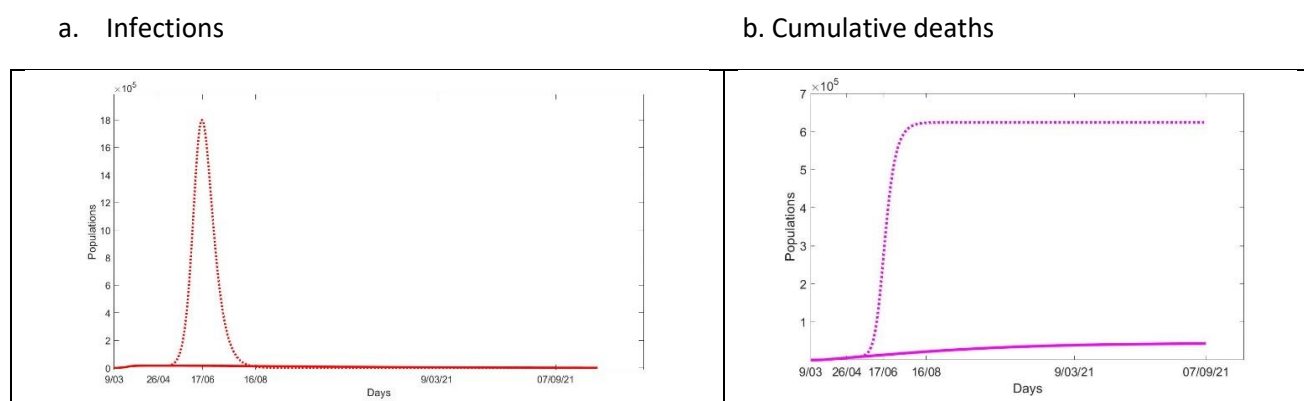 a. Infections
b. Cumulative deaths
×10⁵
18
16
14
12
10
8
6
4
2
0
Populations
9/03 26/04 17/06 16/08 9/03/21 07/09/21
Days
×10⁵
7
6
5
4
3
2
1
Populations
9/03 26/04 17/06 16/08 9/03/21 07/09/21
Days